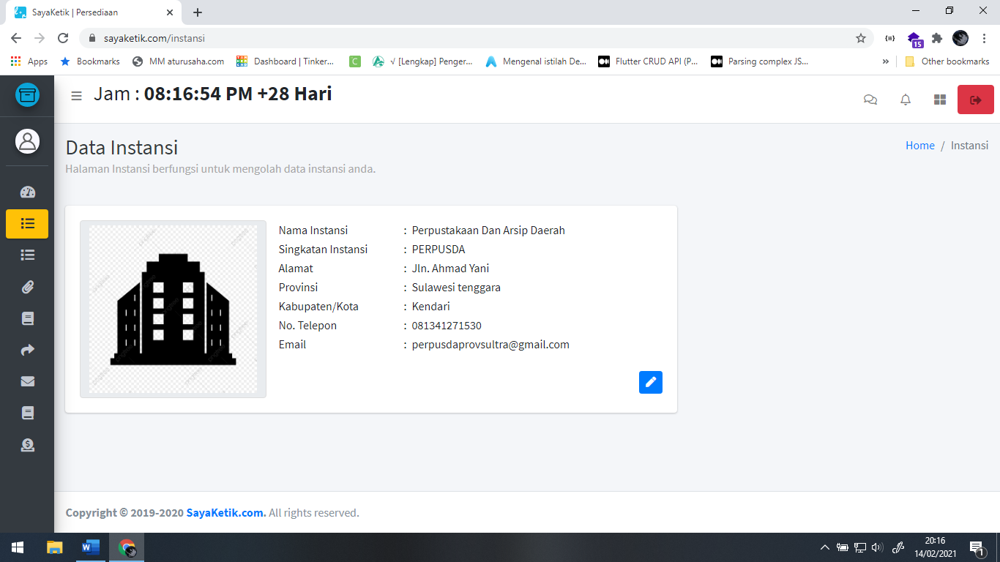 SayaKetik | Persediaan
sayaketik.com/instansi
15
Apps
Bookmarks
MM aturusaha.com
Dashboard | Tinker...
C
√ [Lengkap] Penger...
Mengenal istilah De...
Flutter CRUD API (P...
Parsing complex JS...
»
Other bookmarks
Jam : 08:16:54 PM +28 Hari
Data Instansi
Home / Instansi
Halaman Instansi berfungsi untuk mengolah data instansi anda.
Nama Instansi : Perpustakaan Dan Arsip Daerah
Singkatan Instansi : PERPUSDA
Alamat : Jln. Ahmad Yani
Provinsi : Sulawesi tenggara
Kabupaten/Kota : Kendari
No. Telepon : 081341271530
Email : perpusdaprovsultra@gmail.com
Copyright © 2019-2020 SayaKetik.com. All rights reserved.
20:16
14/02/2021
1